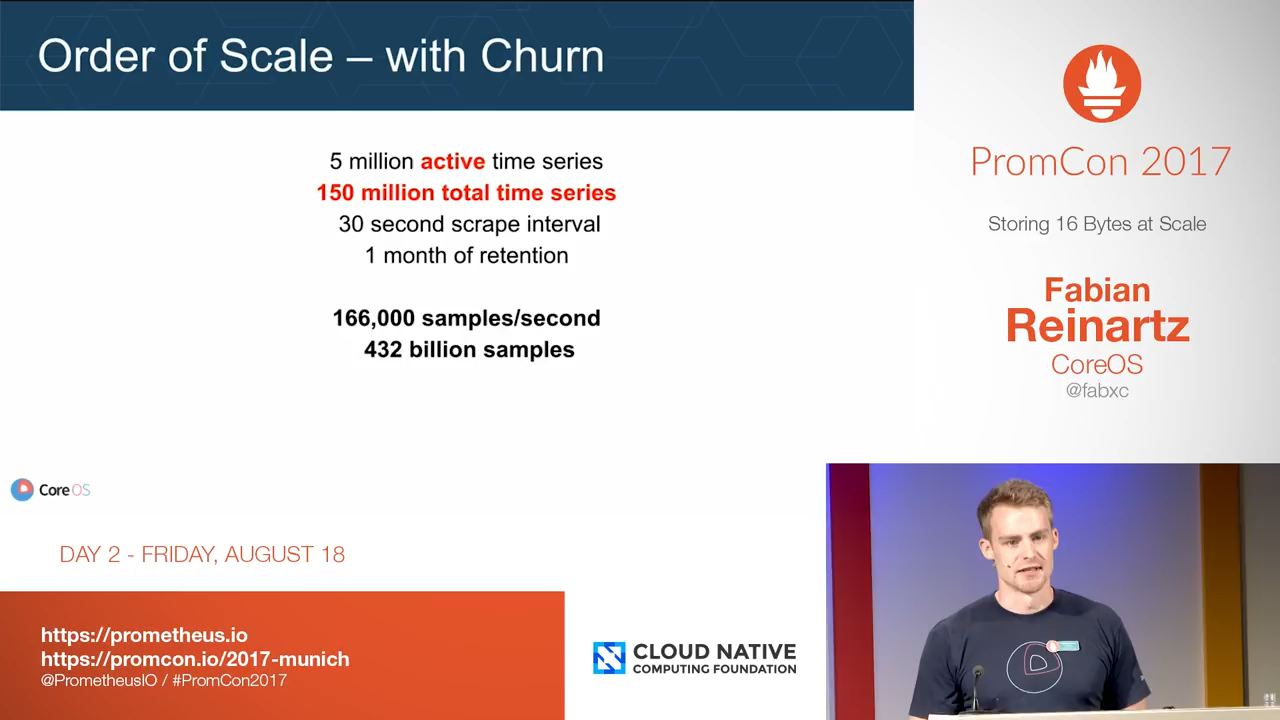 Order of Scale – with Churn
5 million active time series
150 million total time series
30 second scrape interval
1 month of retention
166,000 samples/second
432 billion samples
CoreOS
PromCon 2017
Storing 16 Bytes at Scale
Fabian
Reinartz
CoreOS
@fabxc
DAY 2 - FRIDAY, AUGUST 18
https://prometheus.io
https://promcon.io/2017-munich
@PrometheusIO / #PromCon2017
CLOUD NATIVE
COMPUTING FOUNDATION